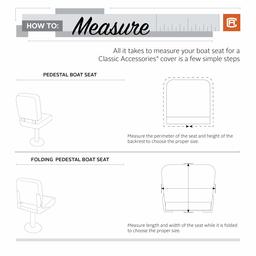 HOW TO: Measure
All it takes to measure your boat seat for a
Classic Accessories® cover is a few simple steps
PEDESTAL BOAT SEAT
Measure the perimeter of the seat and height of the
backrest to choose the proper size.
FOLDING PEDESTAL BOAT SEAT
Measure length and width of the seat while it is folded
to choose the proper size.